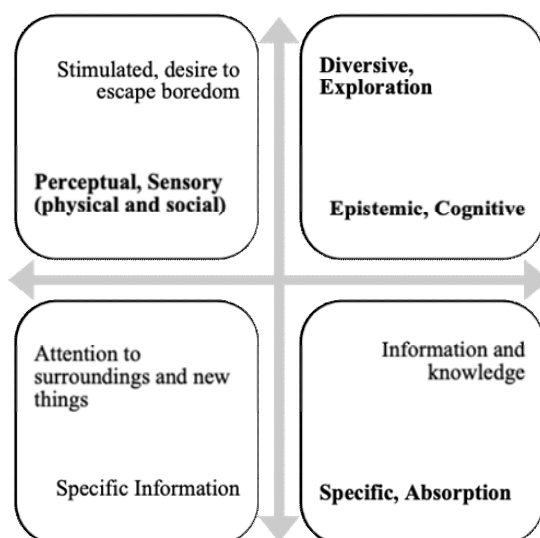 Stimulated, desire to
escape boredom
Perceptual, Sensory
(physical and social)
Diversive,
Exploration
Epistemic, Cognitive
Attention to
surroundings and new
things
Specific Information
Information and
knowledge
Specific, Absorption